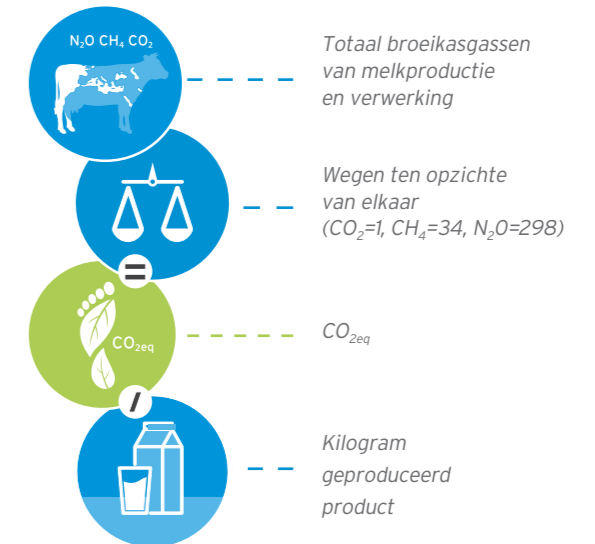 N₂O CH₄ CO₂
Totaal broeikasgassen
van melkproductie
en verwerking
Wegen ten opzichte
van elkaar
(CO₂=1, CH₄=34, N₂0=298)
=
CO₂eq
CO₂eq
/
Kilogram
geproduceerd
product